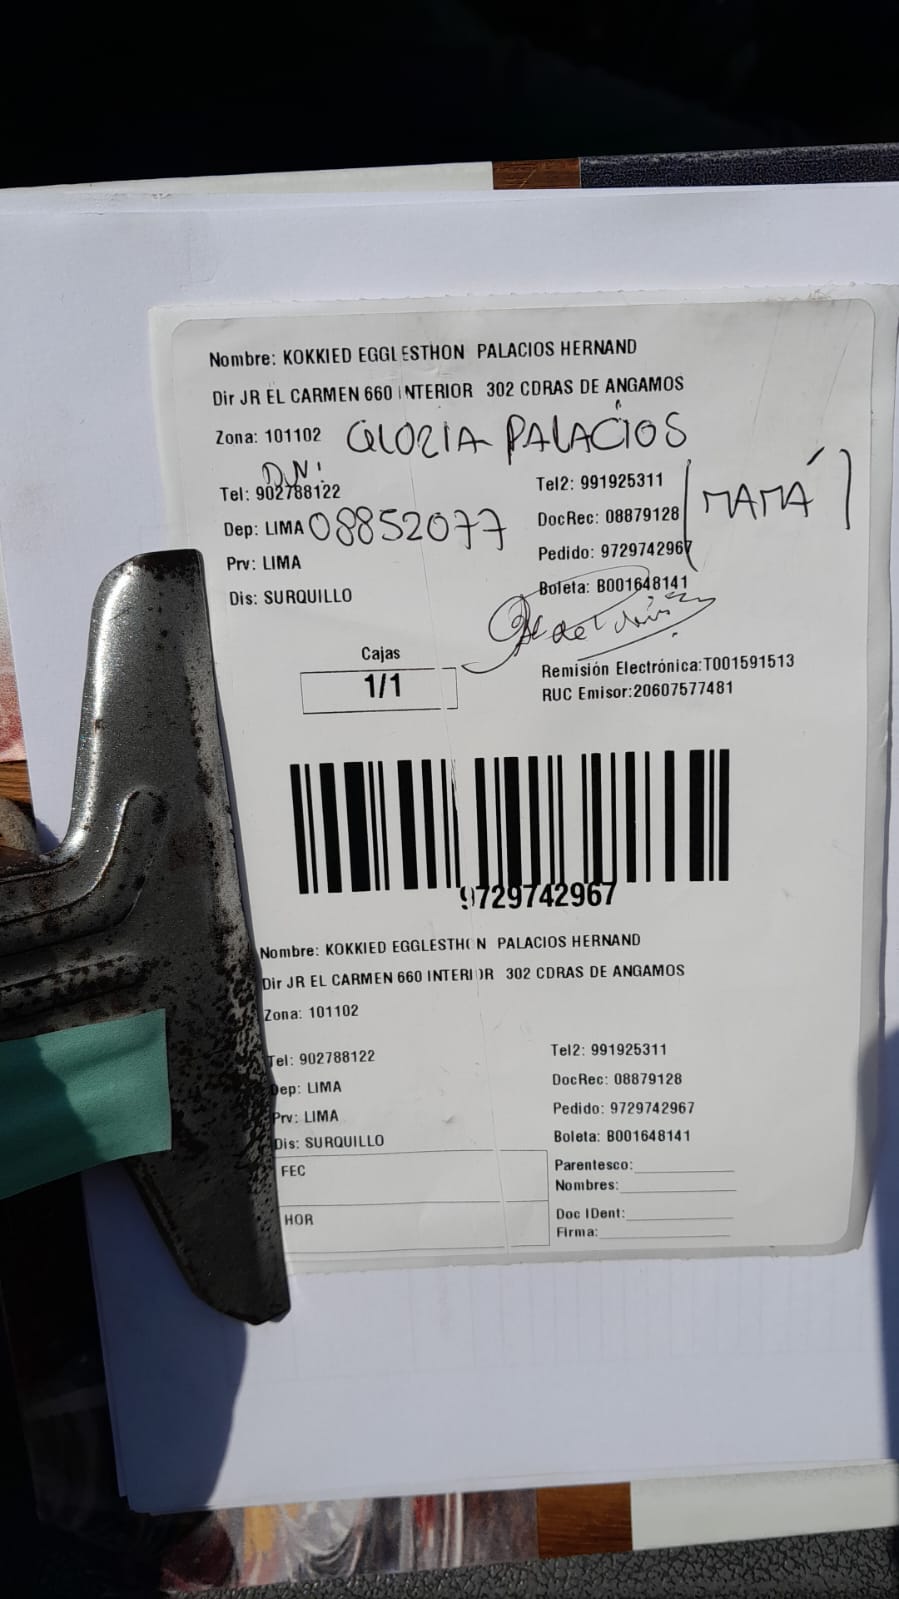 Nombre: KOKKIED EGGLESTHON PALACIOS HERNAND
Dir JR EL CARMEN 660 INTERIOR 302 CDRAS DE ANGAMOS
Zona: 101102
GLORIA PALACIOS
DNI
Tel: 902788122
Tel2: 991925311
(MAMÁ)
Dep: LIMA
08852077
DocRec: 08879128
Prv: LIMA
Pedido: 9729742967
Dis: SURQUILLO
Boleta: B001648141
Cajas
1/1
Remisión Electrónica:T001591513
RUC Emisor:20607577481
9729742967
Nombre: KOKKIED EGGLESTHON PALACIOS HERNAND
Dir JR EL CARMEN 660 INTERIOR 302 CDRAS DE ANGAMOS
Zona: 101102
Tel: 902788122
Tel2: 991925311
Dep: LIMA
DocRec: 08879128
Prv: LIMA
Pedido: 9729742967
Dis: SURQUILLO
Boleta: B001648141
FEC
Parentesco:
Nombres:
HOR
Doc IDent:
Firma: